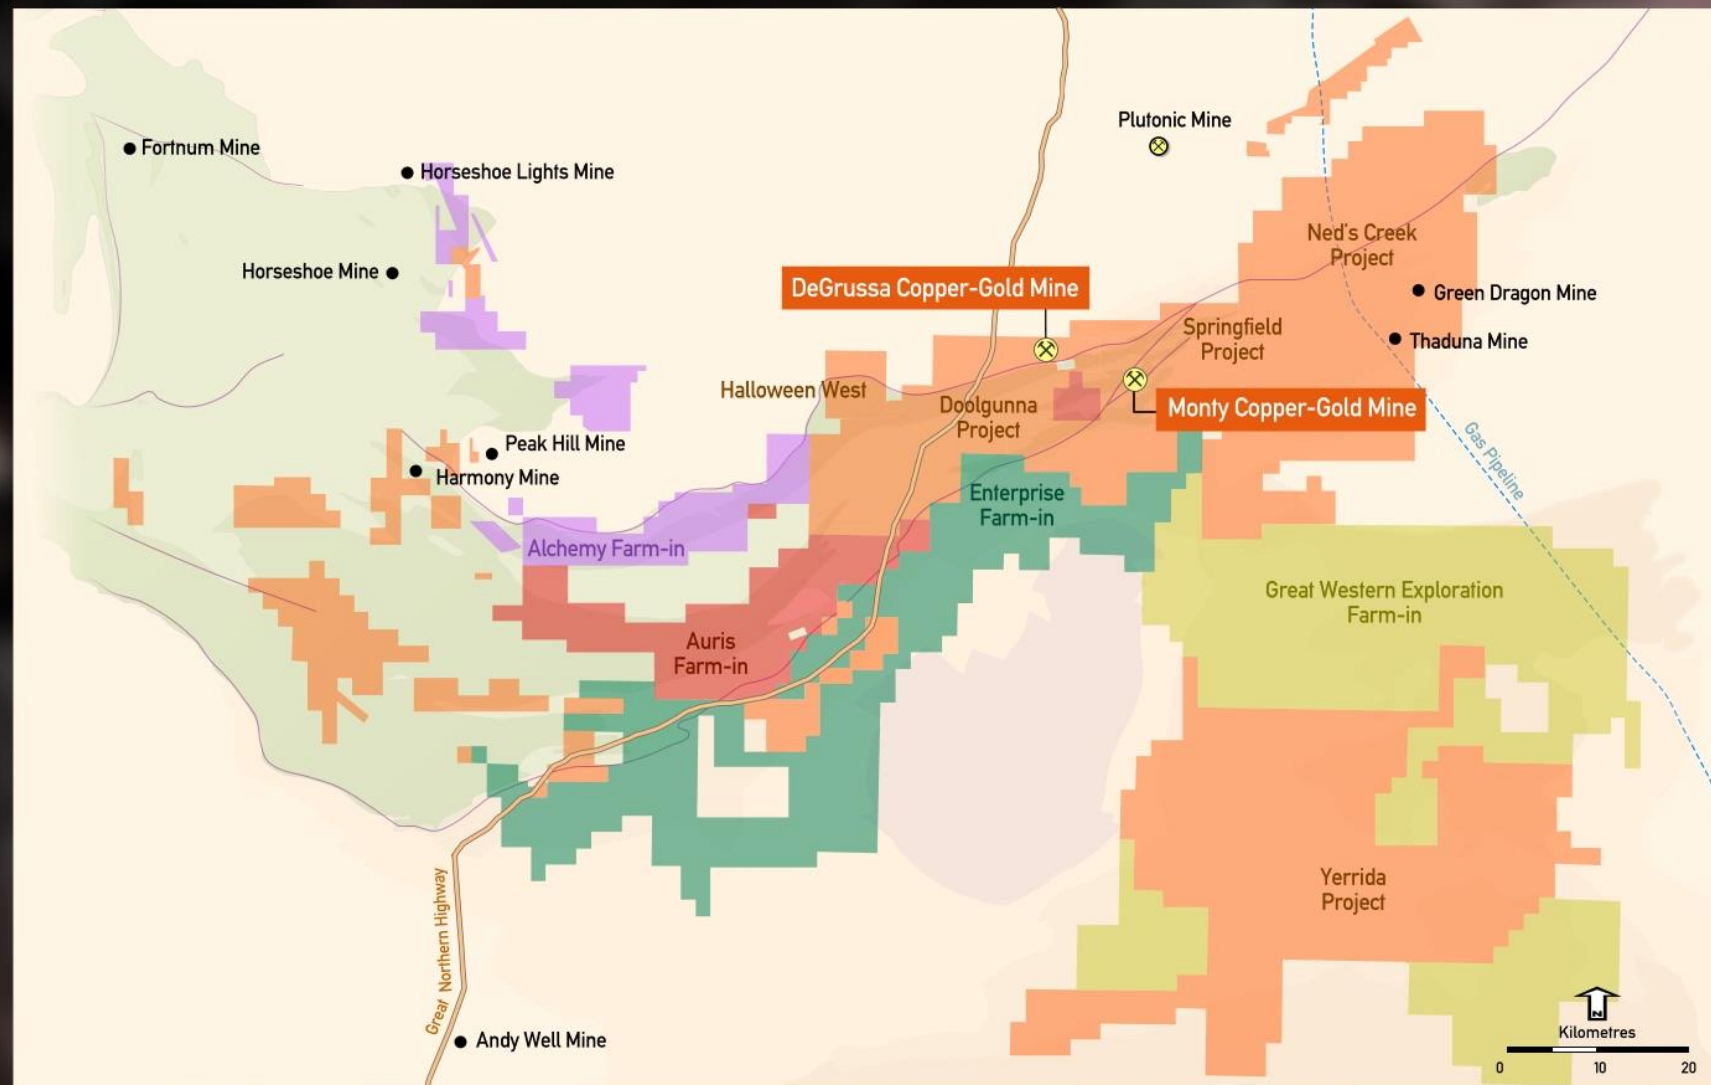 Plutonic Mine
Fortnum Mine
Horseshoe Lights Mine
Ned's Creek
Project
Horseshoe Mine
DeGrussa Copper-Gold Mine
Green Dragon Mine
Springfield
Project
Thaduna Mine
Halloween West
Doolgunna
Project
Monty Copper-Gold Mine
Peak Hill Mine
Harmony Mine
Gas Pipeline
Enterprise
Farm-in
Alchemy Farm-in
Great Western Exploration
Farm-in
Auris
Farm-in
Yerrida
Project
Great Northern Highway
Andy Well Mine
N
Kilometres
0 10 20